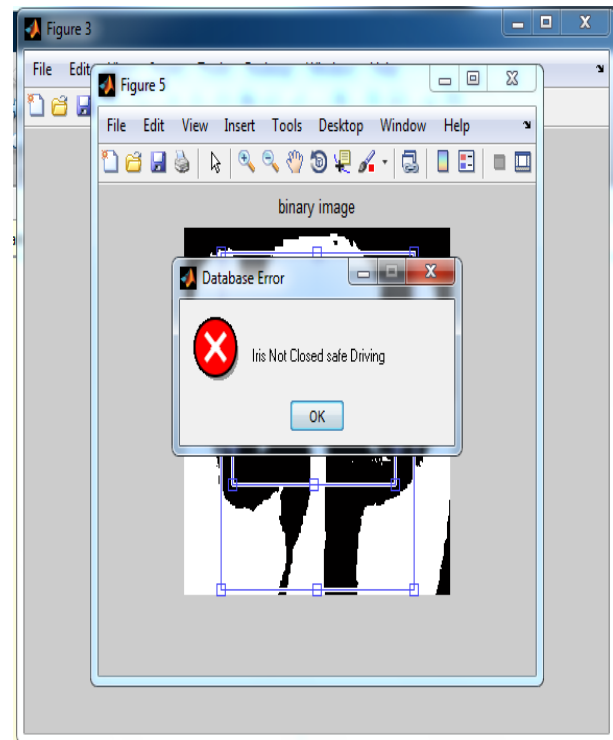 Figure 3
File Edit
Figure 5
File Edit View Insert Tools Desktop Window Help
binary image
Database Error
Iris Not Closed safe Driving
OK